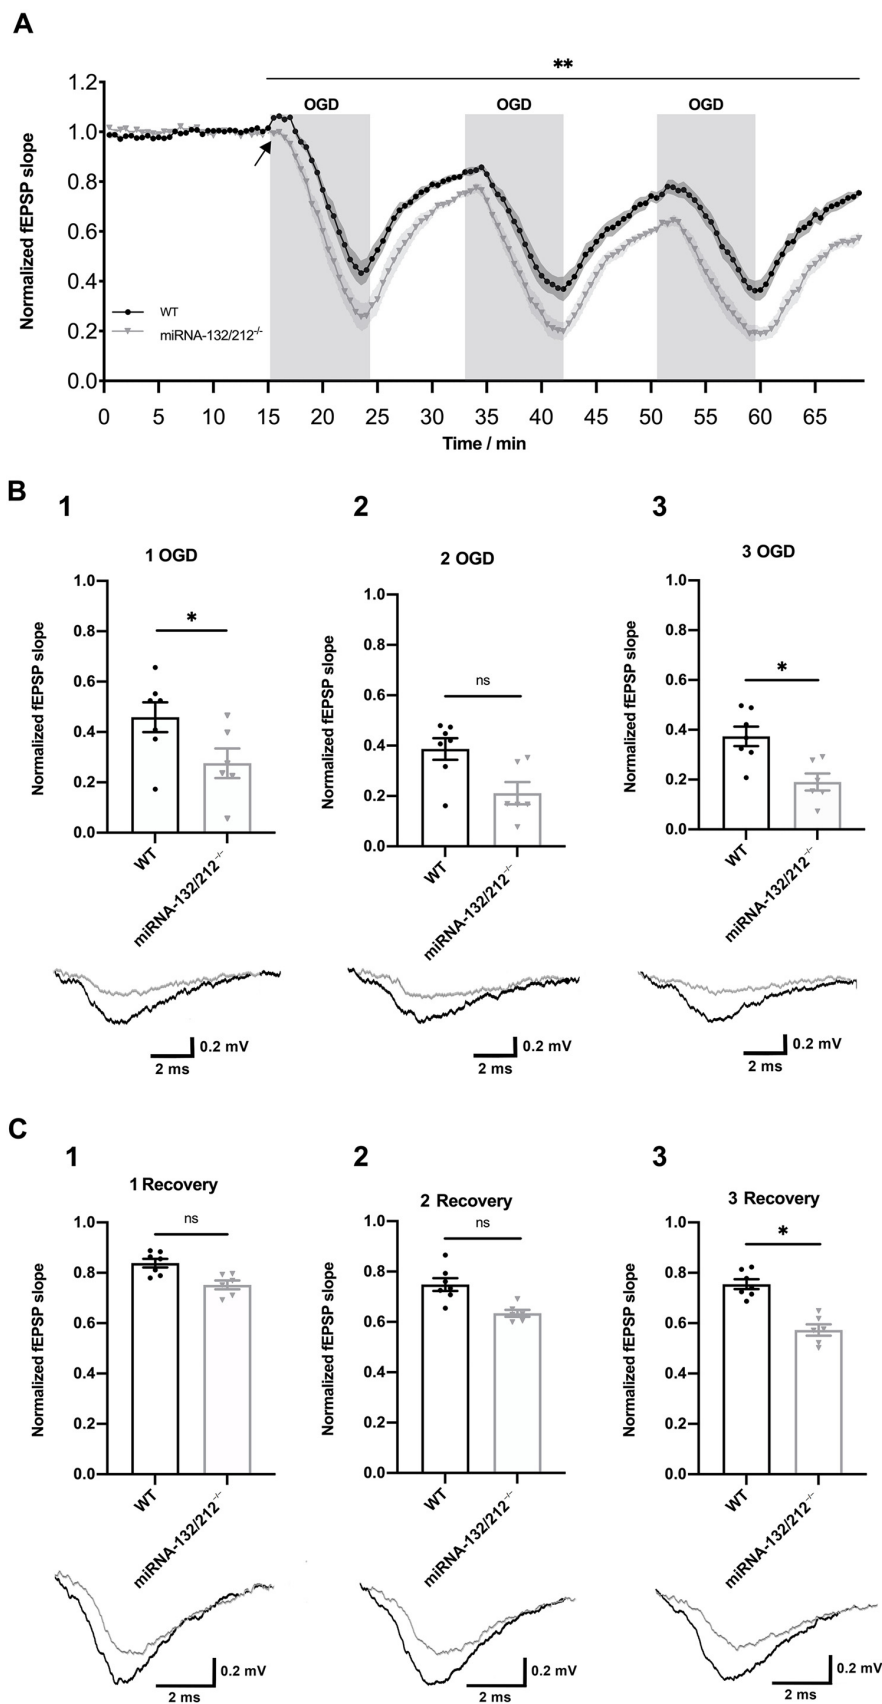 A
**
OGD OGD OGD
1.2
1.0
0.8
0.6
0.4
0.2
0.0
Normalized fEPSP slope
WT
miRNA-132/212-/-
0 5 10 15 20 25 30 35 40 45 50 55 60 65
Time / min
B
1 2 3
1 OGD
1.0
0.8
0.6
0.4
0.2
0.0
Normalized fEPSP slope
*
WT
miRNA-132/212-/-
0.2 mV
2 ms
2 OGD
1.0
0.8
0.6
0.4
0.2
0.0
Normalized fEPSP slope
ns
WT
miRNA-132/212-/-
0.2 mV
2 ms
3 OGD
1.0
0.8
0.6
0.4
0.2
0.0
Normalized fEPSP slope
*
WT
miRNA-132/212-/-
0.2 mV
2 ms
C
1 2 3
1 Recovery
1.0
0.8
0.6
0.4
0.2
0.0
Normalized fEPSP slope
ns
WT
miRNA-132/212-/-
0.2 mV
2 ms
2 Recovery
1.0
0.8
0.6
0.4
0.2
0.0
Normalized fEPSP slope
ns
WT
miRNA-132/212-/-
0.2 mV
2 ms
3 Recovery
1.0
0.8
0.6
0.4
0.2
0.0
Normalized fEPSP slope
*
WT
miRNA-132/212-/-
0.2 mV
2 ms